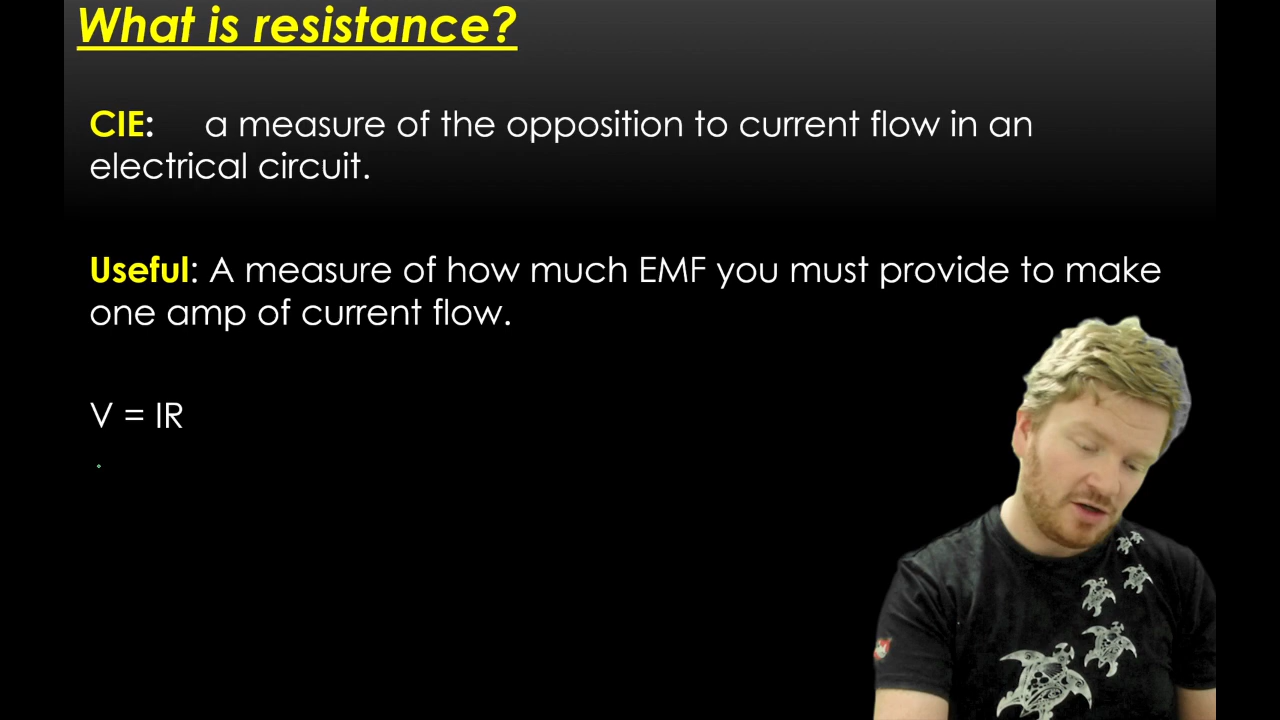 What is resistance?
CIE: a measure of the opposition to current flow in an
electrical circuit.
Useful: A measure of how much EMF you must provide to make
one amp of current flow.
V = IR